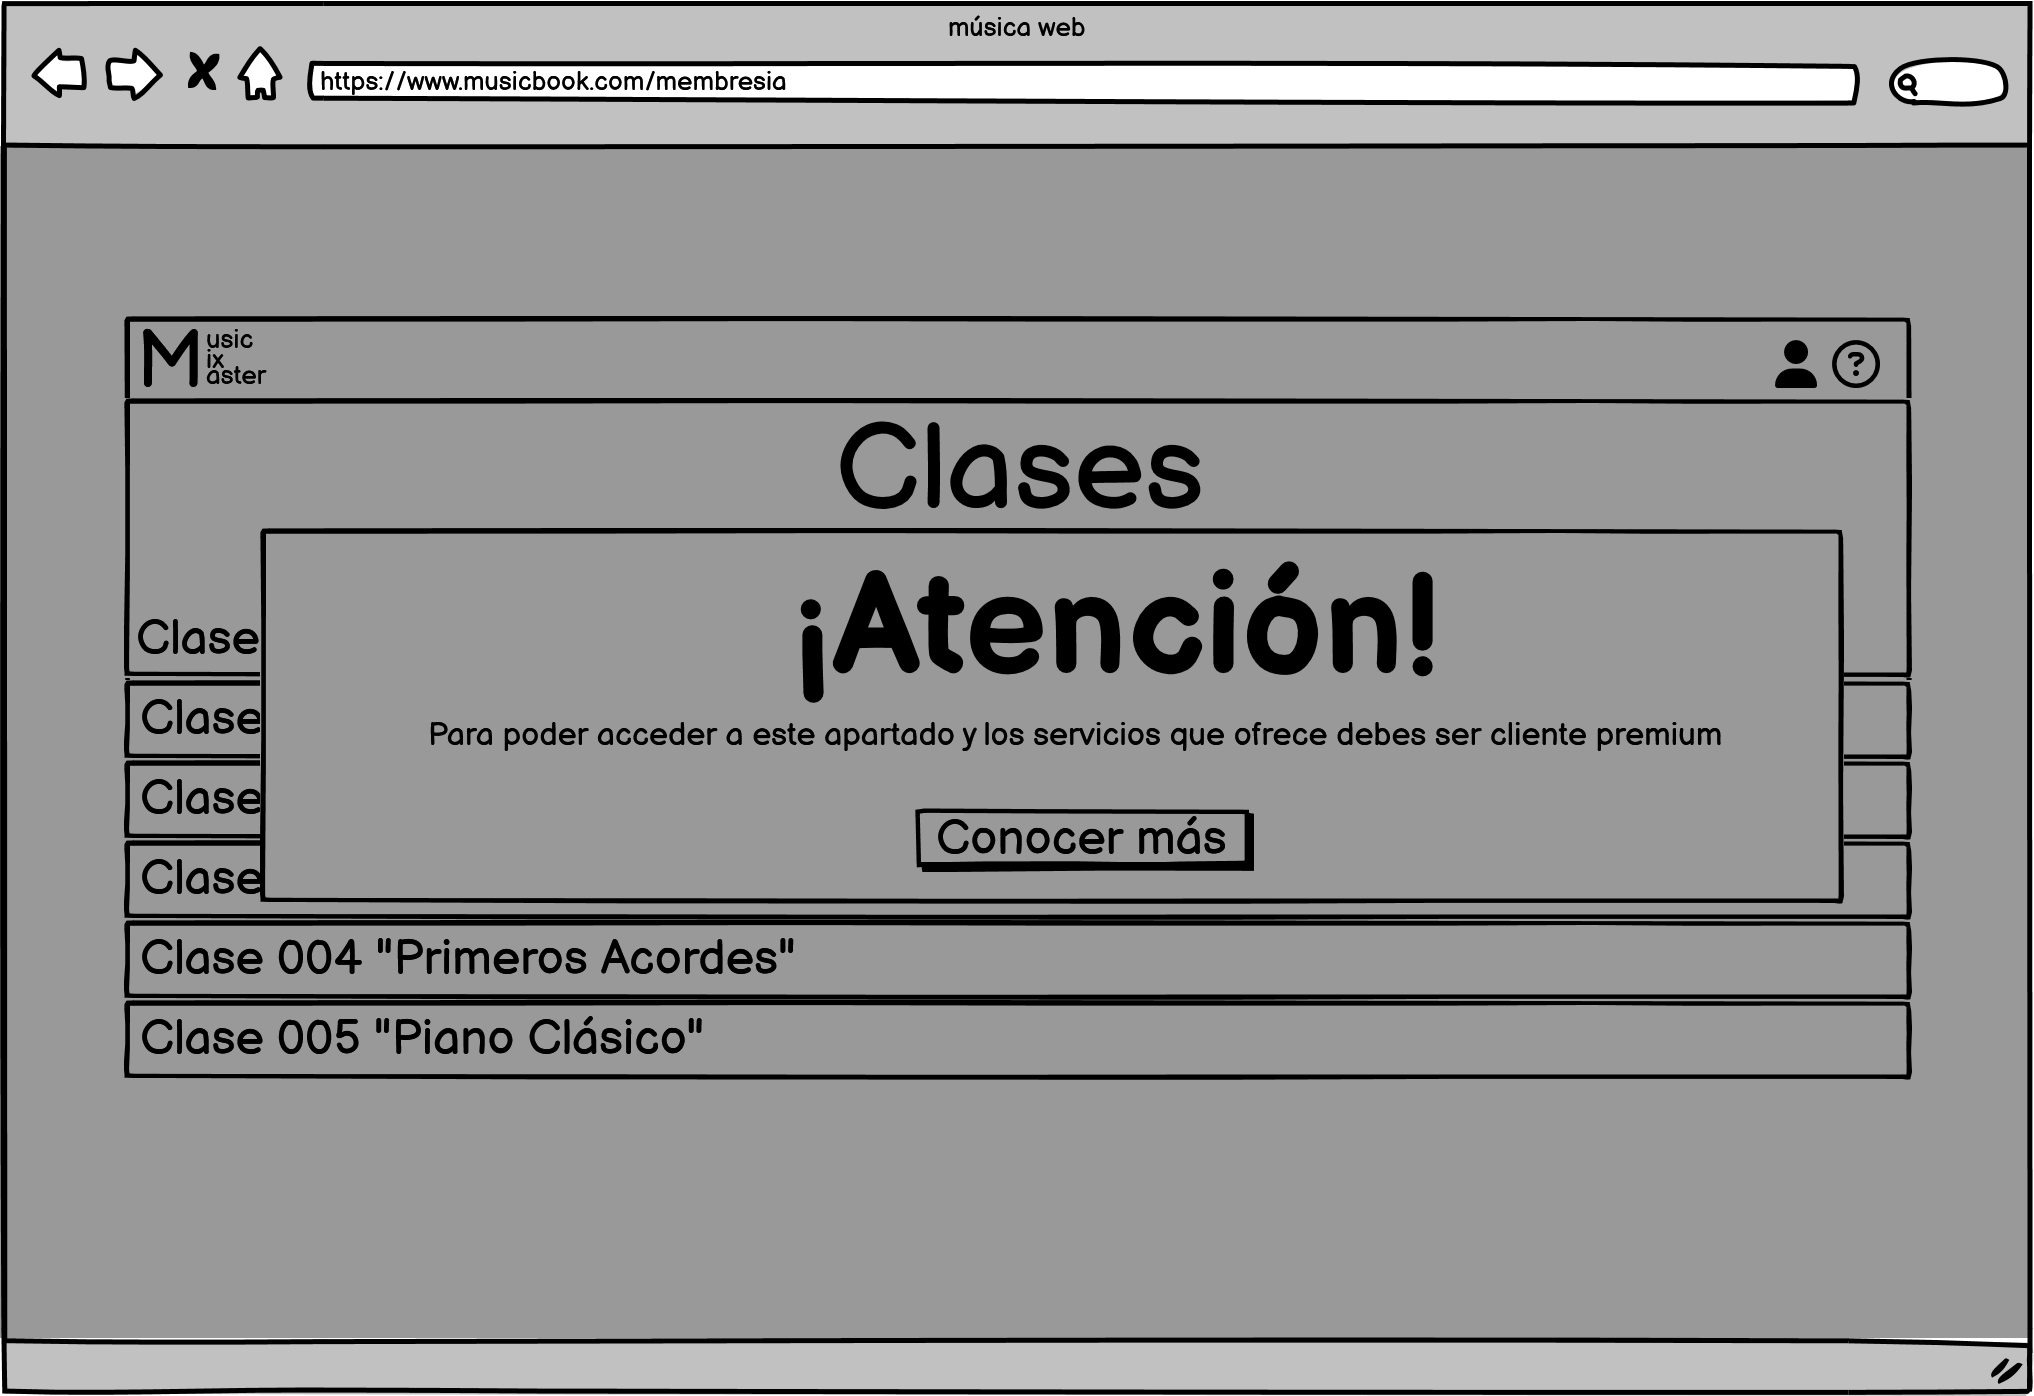 música web
https://www.musicbook.com/membresia
Music
ix
aster
?
Clases
¡Atención!
Clase
Clase
Para poder acceder a este apartado y los servicios que ofrece debes ser cliente premium
Clase
Conocer más
Clase
Clase 004 "Primeros Acordes"
Clase 005 "Piano Clásico"